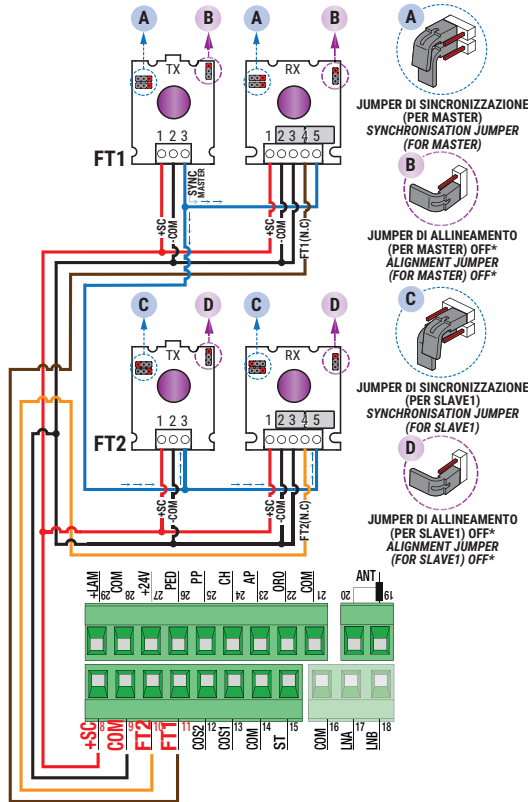 A B A B
TX RX
1 2 3 1 2 3 4 5
FT1
SYNC MASTER
+SC -COM +SC -COM FT1(N.C)
C D C D
TX RX
1 2 3 1 2 3 4 5
FT2
+SC -COM +SC -COM FT2(N.C)
A
JUMPER DI SINCRONIZZAZIONE
(PER MASTER)
SYNCHRONISATION JUMPER
(FOR MASTER)
B
JUMPER DI ALLINEAMENTO
(PER MASTER) OFF*
ALIGNMENT JUMPER
(FOR MASTER) OFF*
C
JUMPER DI SINCRONIZZAZIONE
(PER SLAVE1)
SYNCHRONISATION JUMPER
(FOR SLAVE1)
D
JUMPER DI ALLINEAMENTO
(PER SLAVE1) OFF*
ALIGNMENT JUMPER
(FOR SLAVE1) OFF*
+LAM COM +24V PED PP CH AP ORO COM ANT
29 28 27 26 25 24 23 22 21 20 19
+SC COM FT2 FT1 COS2 COS1 COM ST COM LNA LNB
8 9 10 11 12 13 14 15 16 17 18